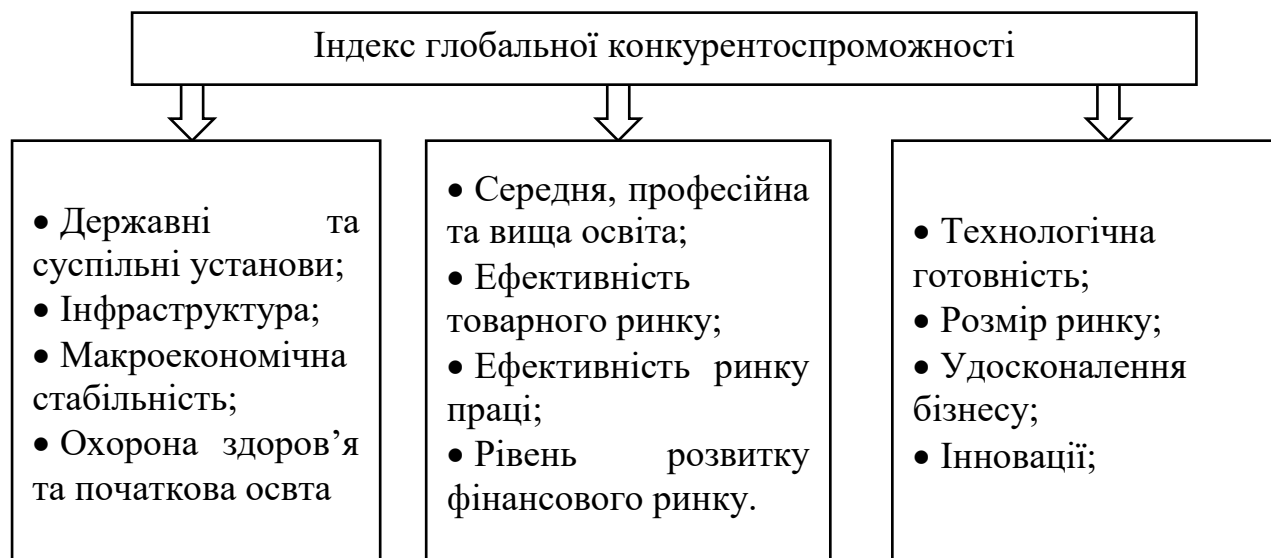 Індекс глобальної конкурентоспроможності
• Державні та
суспільні установи;
• Інфраструктура;
• Макроекономічна
стабільність;
• Охорона здоров’я
та початкова освта
• Середня, професійна
та вища освіта;
• Ефективність
товарного ринку;
• Ефективність ринку
праці;
• Рівень розвитку
фінансового ринку.
• Технологічна
готовність;
• Розмір ринку;
• Удосконалення
бізнесу;
• Інновації;